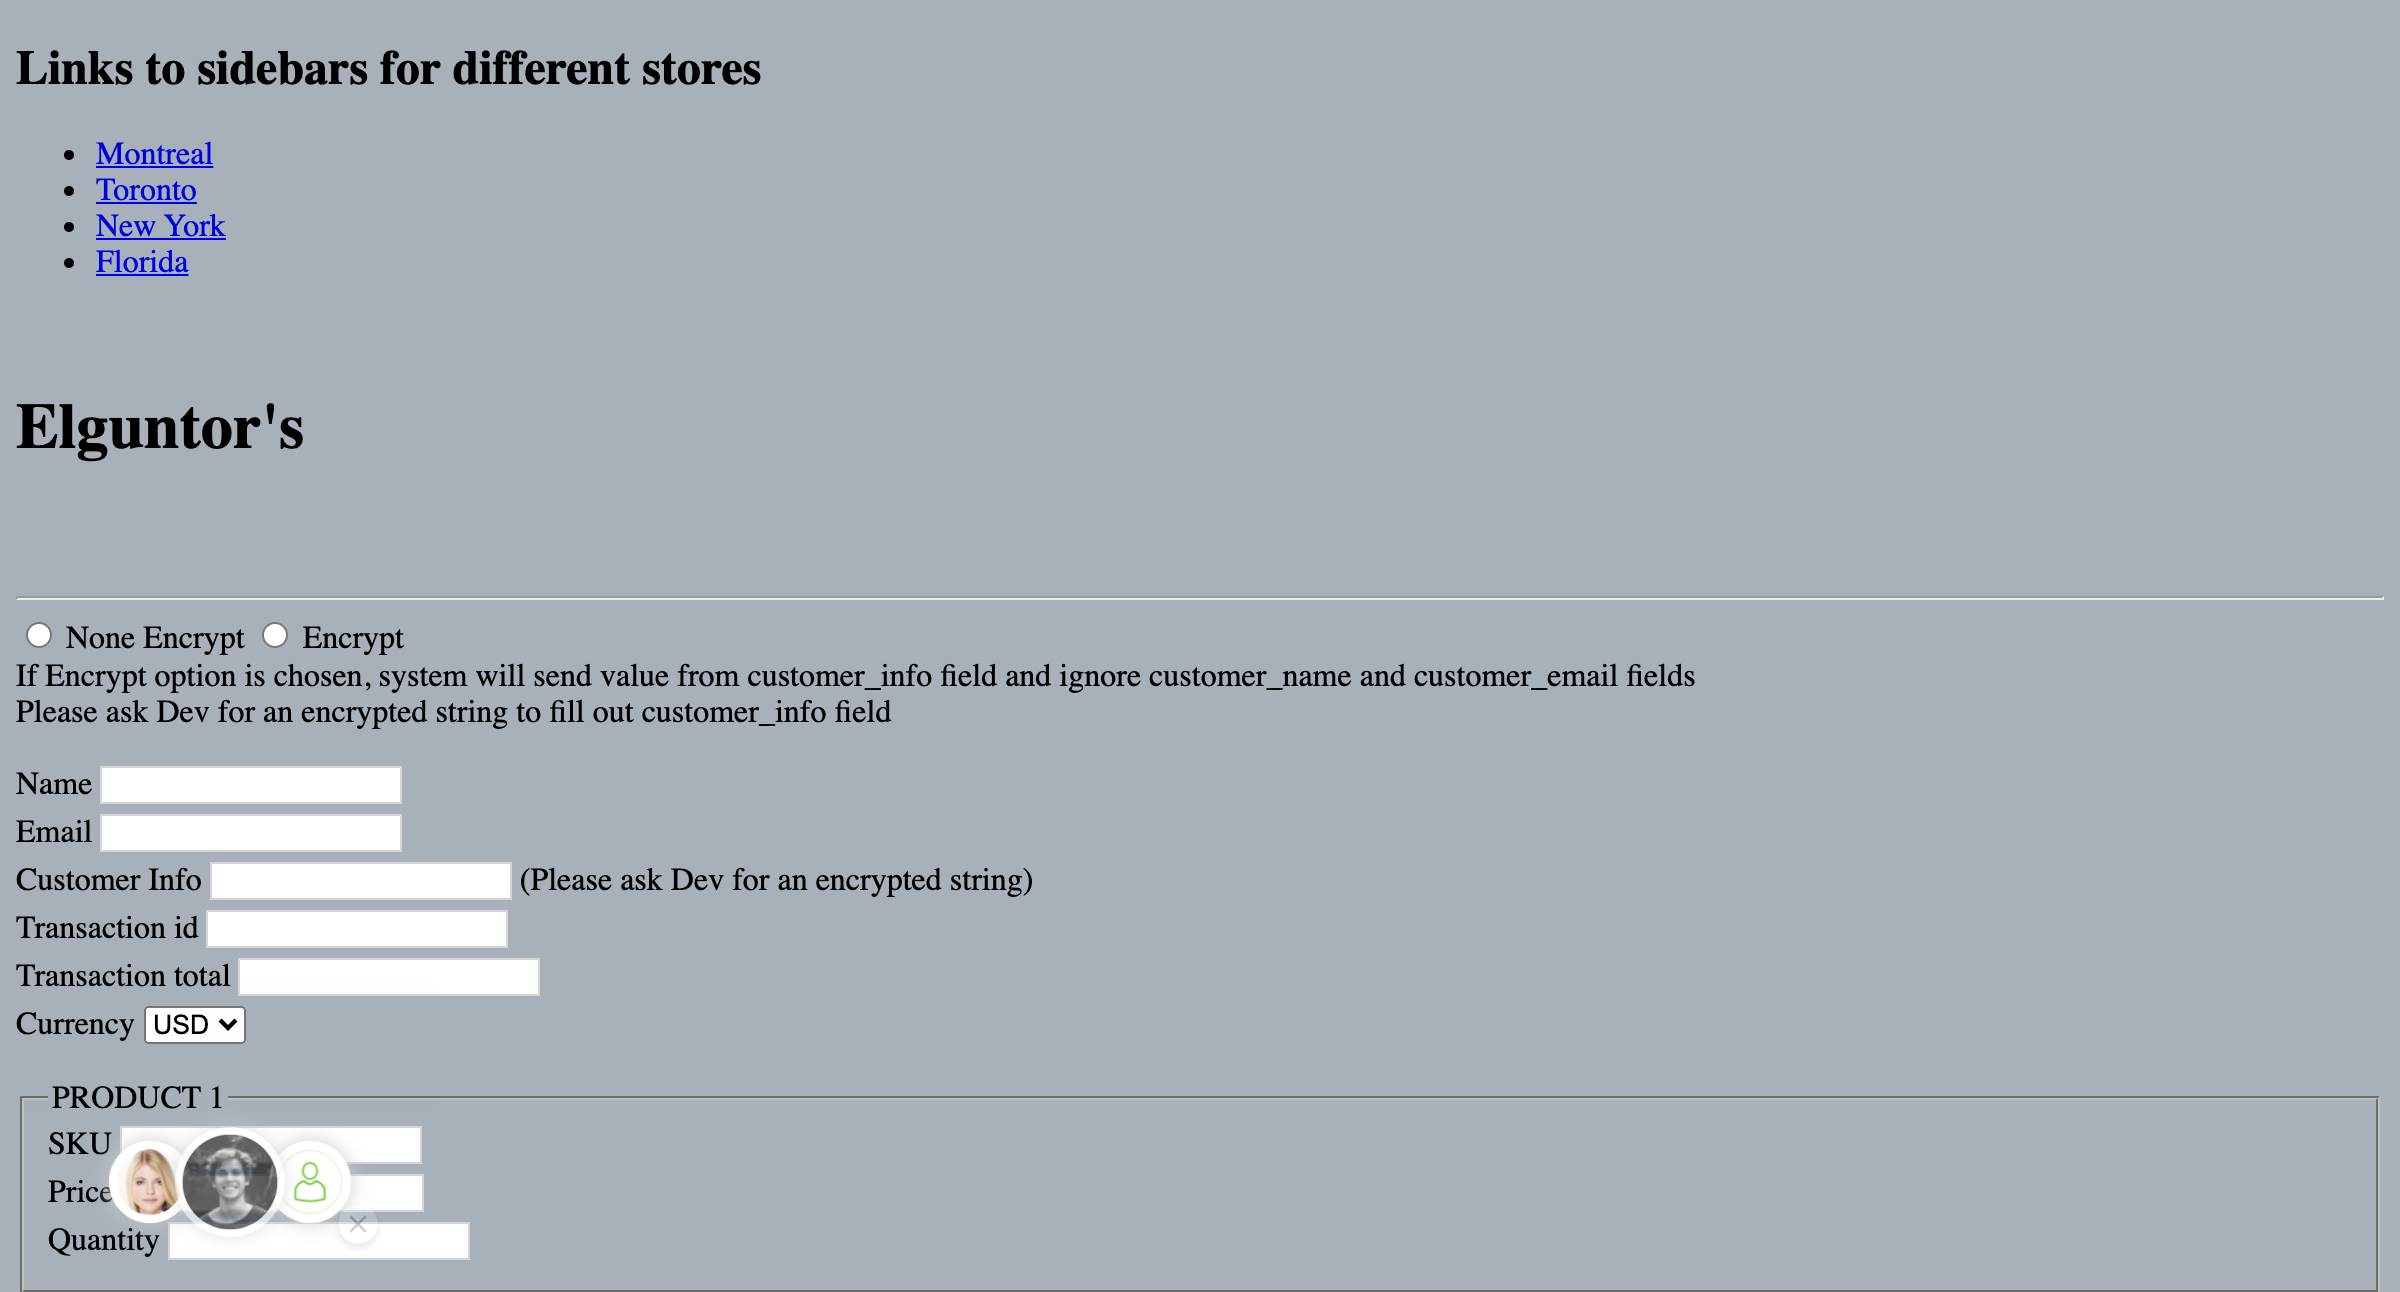 Links to sidebars for different stores
Montreal
Toronto
New York
Florida
Elguntor's
None Encrypt Encrypt
If Encrypt option is chosen, system will send value from customer_info field and ignore customer_name and customer_email fields
Please ask Dev for an encrypted string to fill out customer_info field
Name
Email
Customer Info (Please ask Dev for an encrypted string)
Transaction id
Transaction total
Currency USD
PRODUCT 1
SKU
Price
Quantity